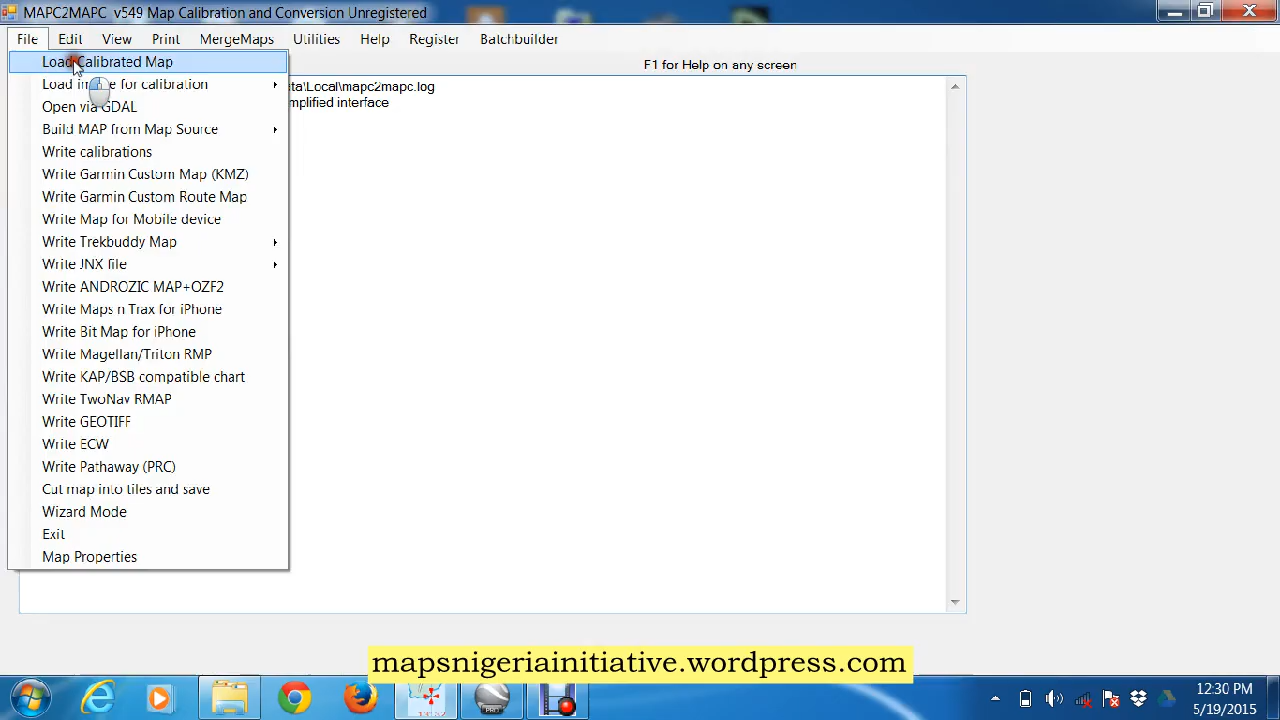 MAPC2MAPC v549 Map Calibration and Conversion Unregistered
File Edit View Print MergeMaps Utilities Help Register Batchbuilder
F1 for Help on any screen
Load Calibrated Map
ta\Local\mapc2mapc.log
Load image for calibration
mplified interface
Open via GDAL
Build MAP from Map Source
Write calibrations
Write Garmin Custom Map (KMZ)
Write Garmin Custom Route Map
Write Map for Mobile device
Write Trekbuddy Map
Write JNX file
Write ANDROZIC MAP+OZF2
Write Maps n Trax for iPhone
Write Bit Map for iPhone
Write Magellan/Triton RMP
Write KAP/BSB compatible chart
Write TwoNav RMAP
Write GEOTIFF
Write ECW
Write Pathaway (PRC)
Cut map into tiles and save
Wizard Mode
Exit
Map Properties
mapsnigeriainitiative.wordpress.com
PRO
12:30 PM
5/19/2015